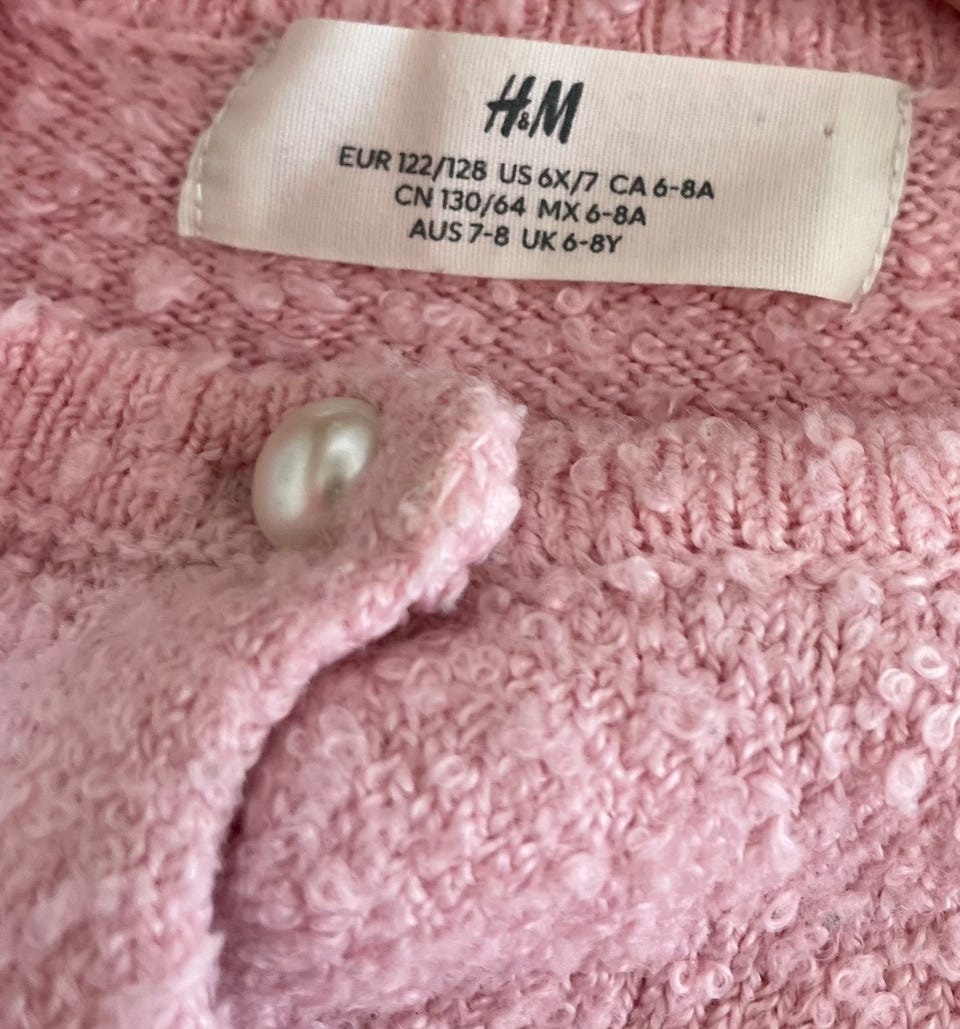 H&M
EUR 122/128 US 6X/7 CA 6-8A
CN 130/64 MX 6-8A
AUS 7-8 UK 6-8Y